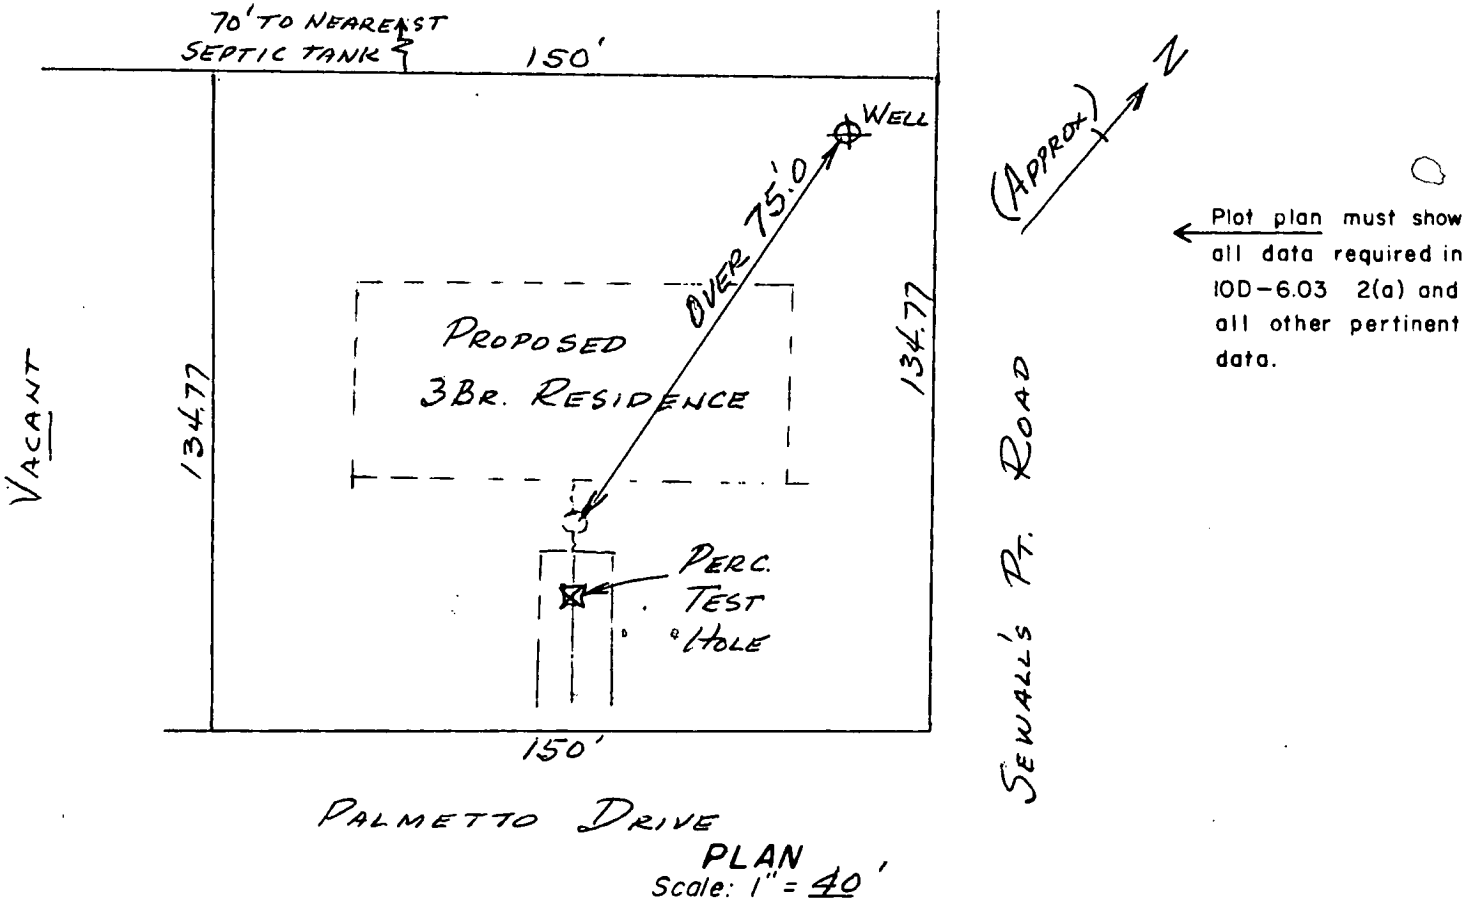 70' TO NEAREST
SEPTIC TANK
150'
WELL
N
(APPROX)
OVER 75.0'
Plot plan must show
all data required in
10D-6.03 2(a) and
all other pertinent
data.
PROPOSED
3BR. RESIDENCE
VACANT
134.77
134.77
SEWALL'S PT. ROAD
PERC.
TEST
HOLE
150'
PALMETTO DRIVE
PLAN
Scale: 1" = 40'